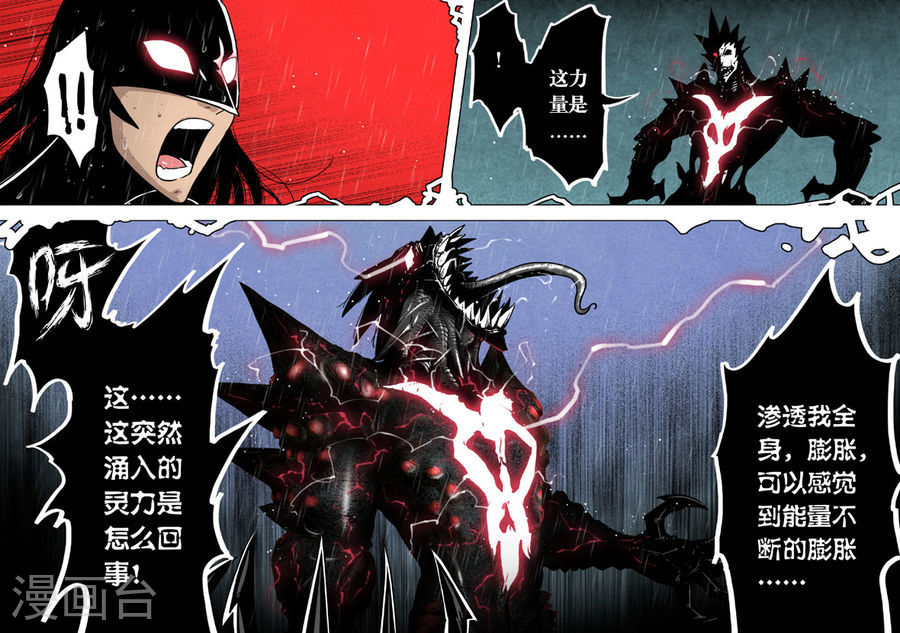 !!!
!
这力
量是
……
呀
这……
这突然
涌入的
灵力是
怎么回
事！
渗透我全
身，膨胀，
可以感觉
到能量不
断的膨胀
……
漫画台